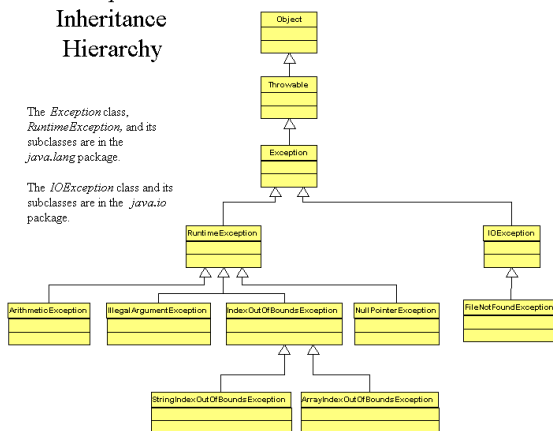 Inheritance
Hierarchy
The Exception class,
RuntimeException, and its
subclasses are in the
java.lang package.
The IOException class and its
subclasses are in the java.io
package.
Object
Throwable
Exception
RuntimeException
IOException
ArithmeticException
IllegalArgumentException
IndexOutOfBoundsException
NullPointerException
FileNotFoundException
StringIndexOutOfBoundsException
ArrayIndexOutOfBoundsException